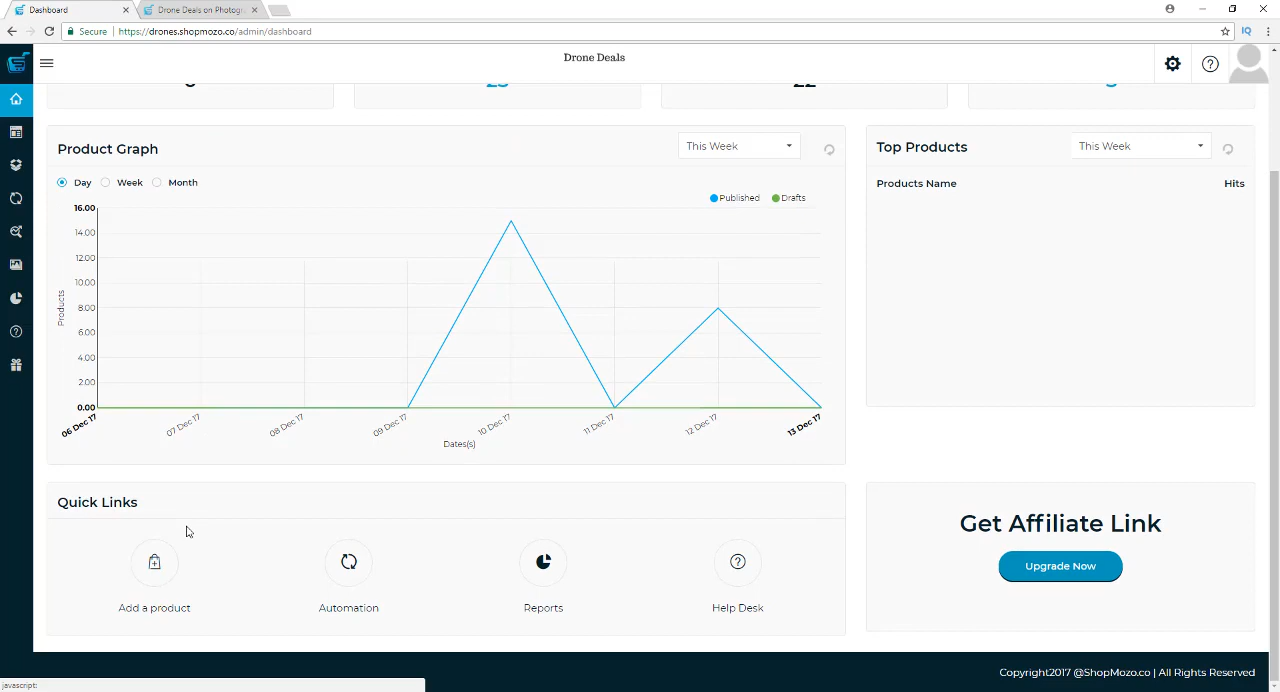 Dashboard
Drone Deals on Photogra
Secure
https://drones.shopmozo.co/admin/dashboard
IQ
Drone Deals
Product Graph
This Week
Top Products
This Week
Day
Week
Month
Products Name
Hits
Published
Drafts
16.00
14.00
12.00
10.00
8.00
6.00
4.00
2.00
0.00
Products
06 Dec 17
07 Dec 17
08 Dec 17
09 Dec 17
10 Dec 17
11 Dec 17
12 Dec 17
13 Dec 17
Dates(s)
Quick Links
Get Affiliate Link
Upgrade Now
Add a product
Automation
Reports
Help Desk
Copyright2017 @ShopMozo.co | All Rights Reserved
javascript: